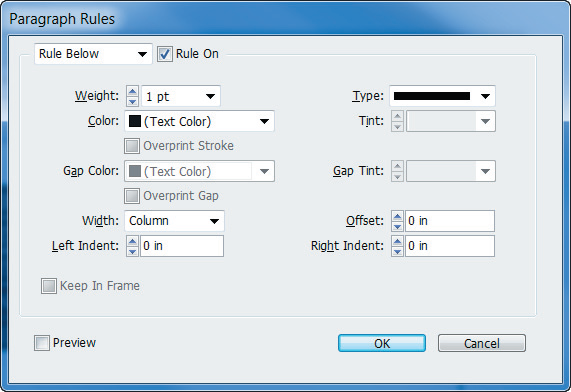 Paragraph Rules
Rule Below Rule On
Weight: 1 pt Type:
Color: (Text Color) Tint:
Overprint Stroke
Gap Color: (Text Color) Gap Tint:
Overprint Gap
Width: Column Offset: 0 in
Left Indent: 0 in Right Indent: 0 in
Keep In Frame
Preview OK Cancel